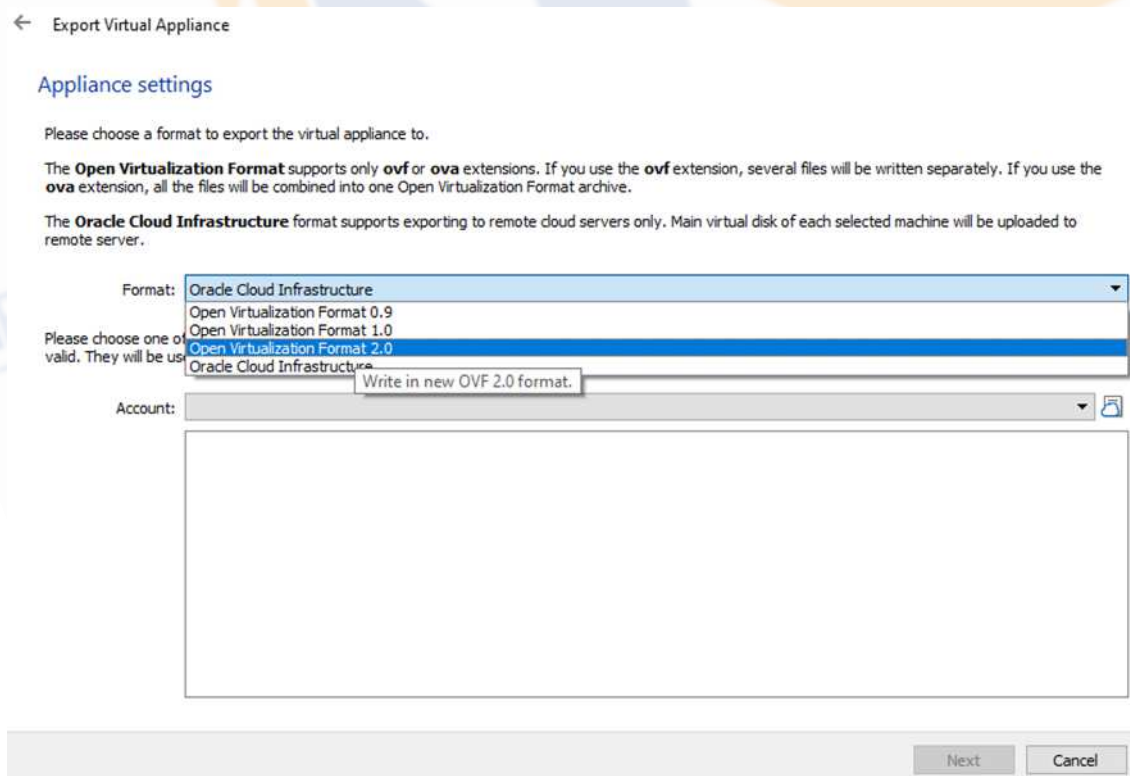 Export Virtual Appliance
Appliance settings
Please choose a format to export the virtual appliance to.
The Open Virtualization Format supports only ovf or ova extensions. If you use the ovf extension, several files will be written separately. If you use the
ova extension, all the files will be combined into one Open Virtualization Format archive.
The Oracle Cloud Infrastructure format supports exporting to remote cloud servers only. Main virtual disk of each selected machine will be uploaded to
remote server.
Format: Oracle Cloud Infrastructure
Open Virtualization Format 0.9
Open Virtualization Format 1.0
Please choose one of
Open Virtualization Format 2.0
valid. They will be us
Oracle Cloud Infrastructure
Write in new OVF 2.0 format.
Account:
Next
Cancel